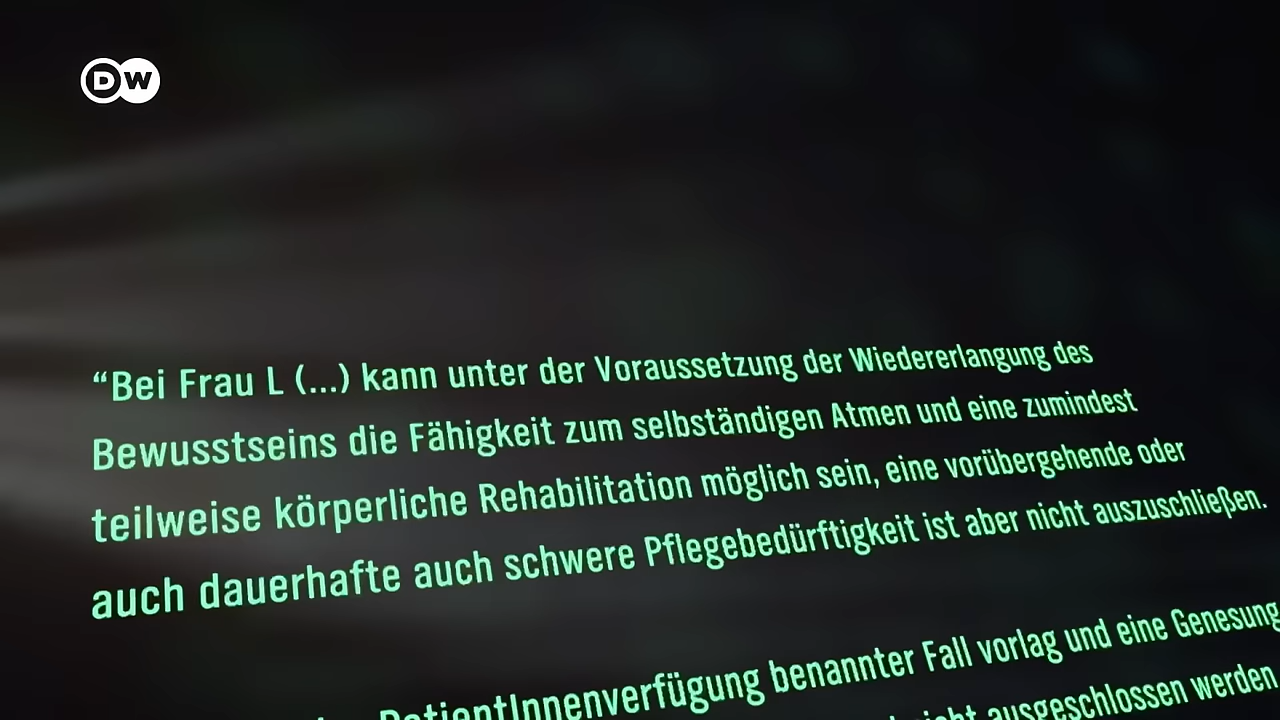 DW
“Bei Frau L (...) kann unter der Voraussetzung der Wiedererlangung des
Bewusstseins die Fähigkeit zum selbständigen Atmen und eine zumindest
teilweise körperliche Rehabilitation möglich sein, eine vorübergehende oder
auch dauerhafte auch schwere Pflegebedürftigkeit ist aber nicht auszuschließen.
PatientInnenverfügung benannter Fall vorlag und eine Genesung
nicht ausgeschlossen werden